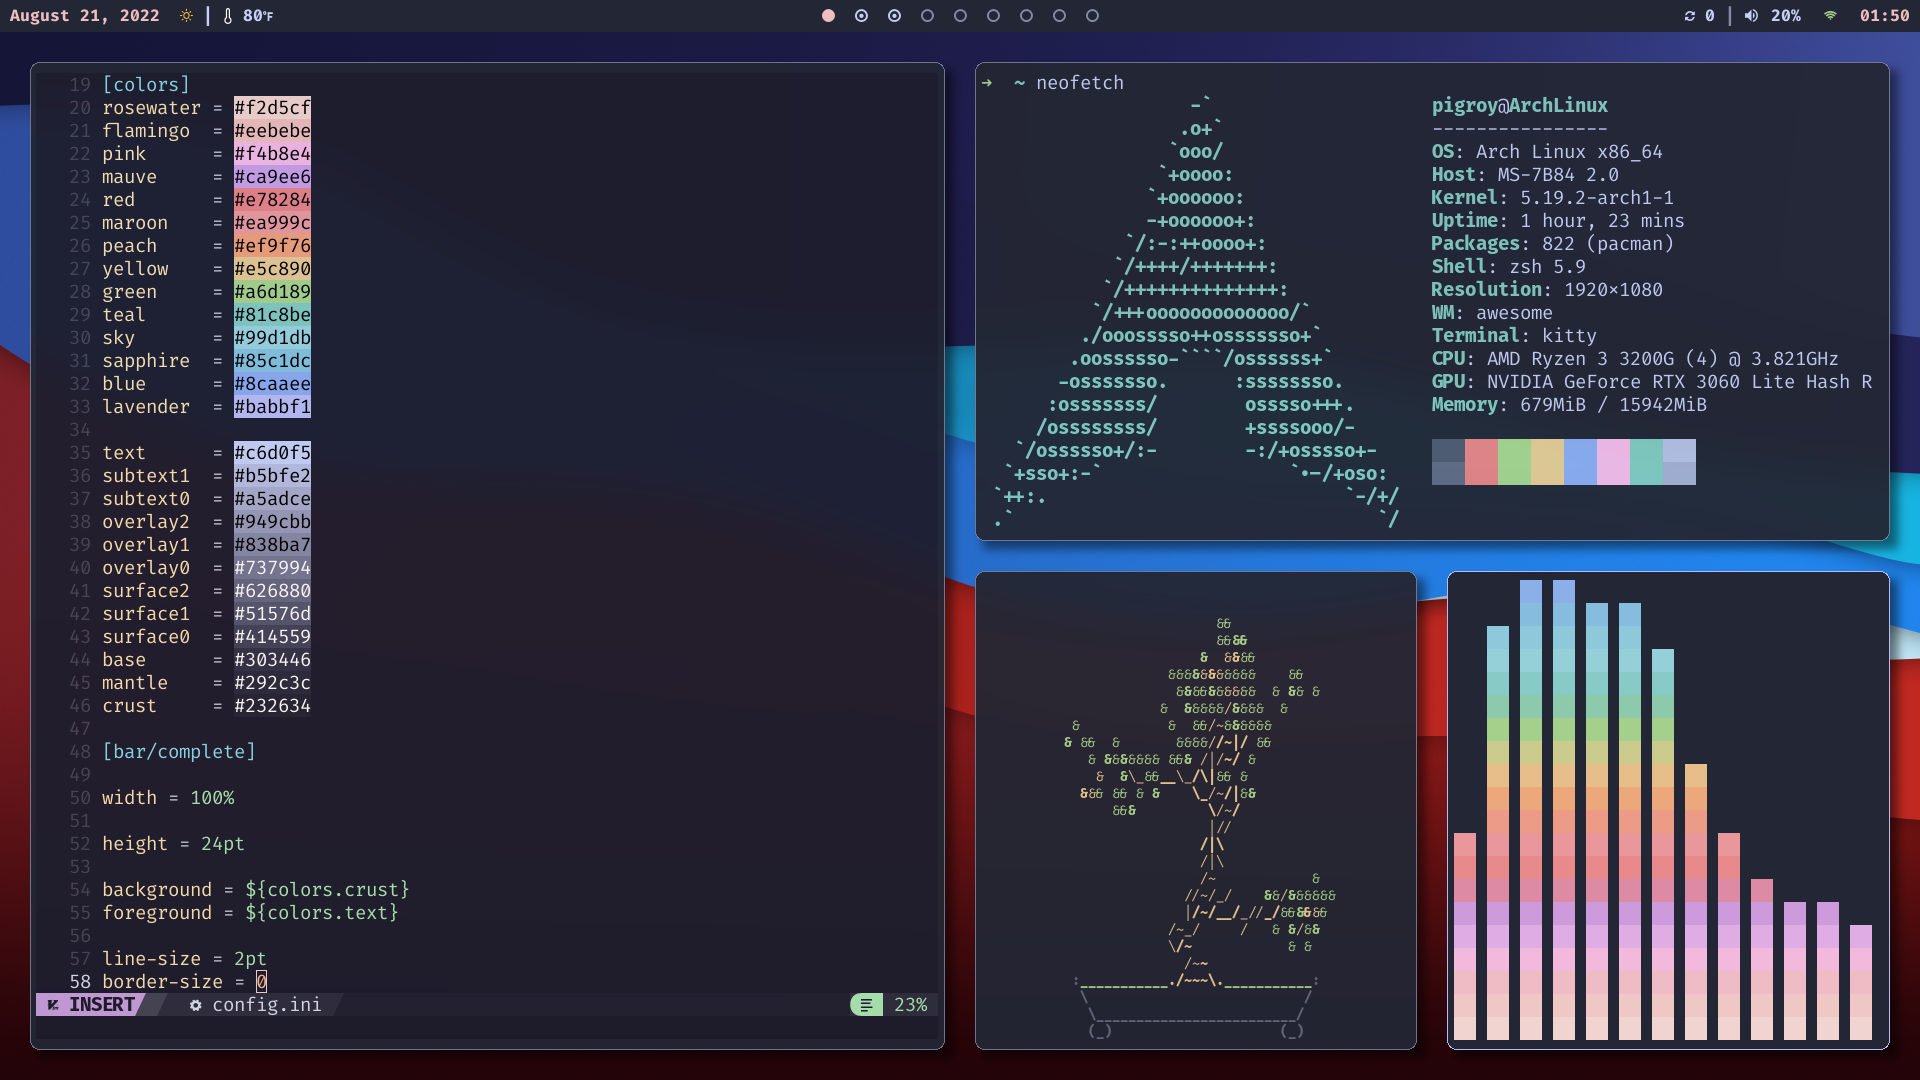 August 21, 2022 80°F 0 20% 01:50
19 [colors]
20 rosewater = #f2d5cf
21 flamingo = #eebebe
22 pink = #f4b8e4
23 mauve = #ca9ee6
24 red = #e78284
25 maroon = #ea999c
26 peach = #ef9f76
27 yellow = #e5c890
28 green = #a6d189
29 teal = #81c8be
30 sky = #99d1db
31 sapphire = #85c1dc
32 blue = #8caaee
33 lavender = #babbf1
34
35 text = #c6d0f5
36 subtext1 = #b5bfe2
37 subtext0 = #a5adce
38 overlay2 = #949cbb
39 overlay1 = #838ba7
40 overlay0 = #737994
41 surface2 = #626880
42 surface1 = #51576d
43 surface0 = #414559
44 base = #303446
45 mantle = #292c3c
46 crust = #232634
47
48 [bar/complete]
49
50 width = 100%
51
52 height = 24pt
53
54 background = ${colors.crust}
55 foreground = ${colors.text}
56
57 line-size = 2pt
58 border-size = 0
INSERT config.ini 23%
→ ~ neofetch
pigroy@ArchLinux
----------------
OS: Arch Linux x86_64
Host: MS-7B84 2.0
Kernel: 5.19.2-arch1-1
Uptime: 1 hour, 23 mins
Packages: 822 (pacman)
Shell: zsh 5.9
Resolution: 1920×1080
WM: awesome
Terminal: kitty
CPU: AMD Ryzen 3 3200G (4) @ 3.821GHz
GPU: NVIDIA GeForce RTX 3060 Lite Hash R
Memory: 679MiB / 15942MiB